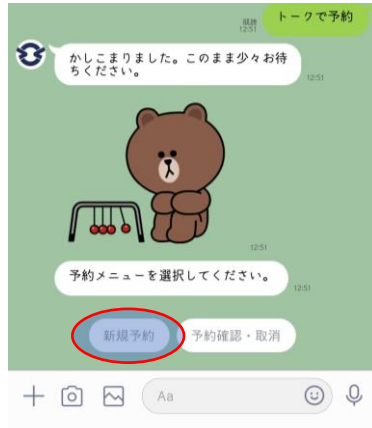 トークで予約
既読
12:51
かしこまりました。このまま少々お待
ちください。
12:51
12:51
予約メニューを選択してください。
12:51
新規予約
予約確認・取消
Aa